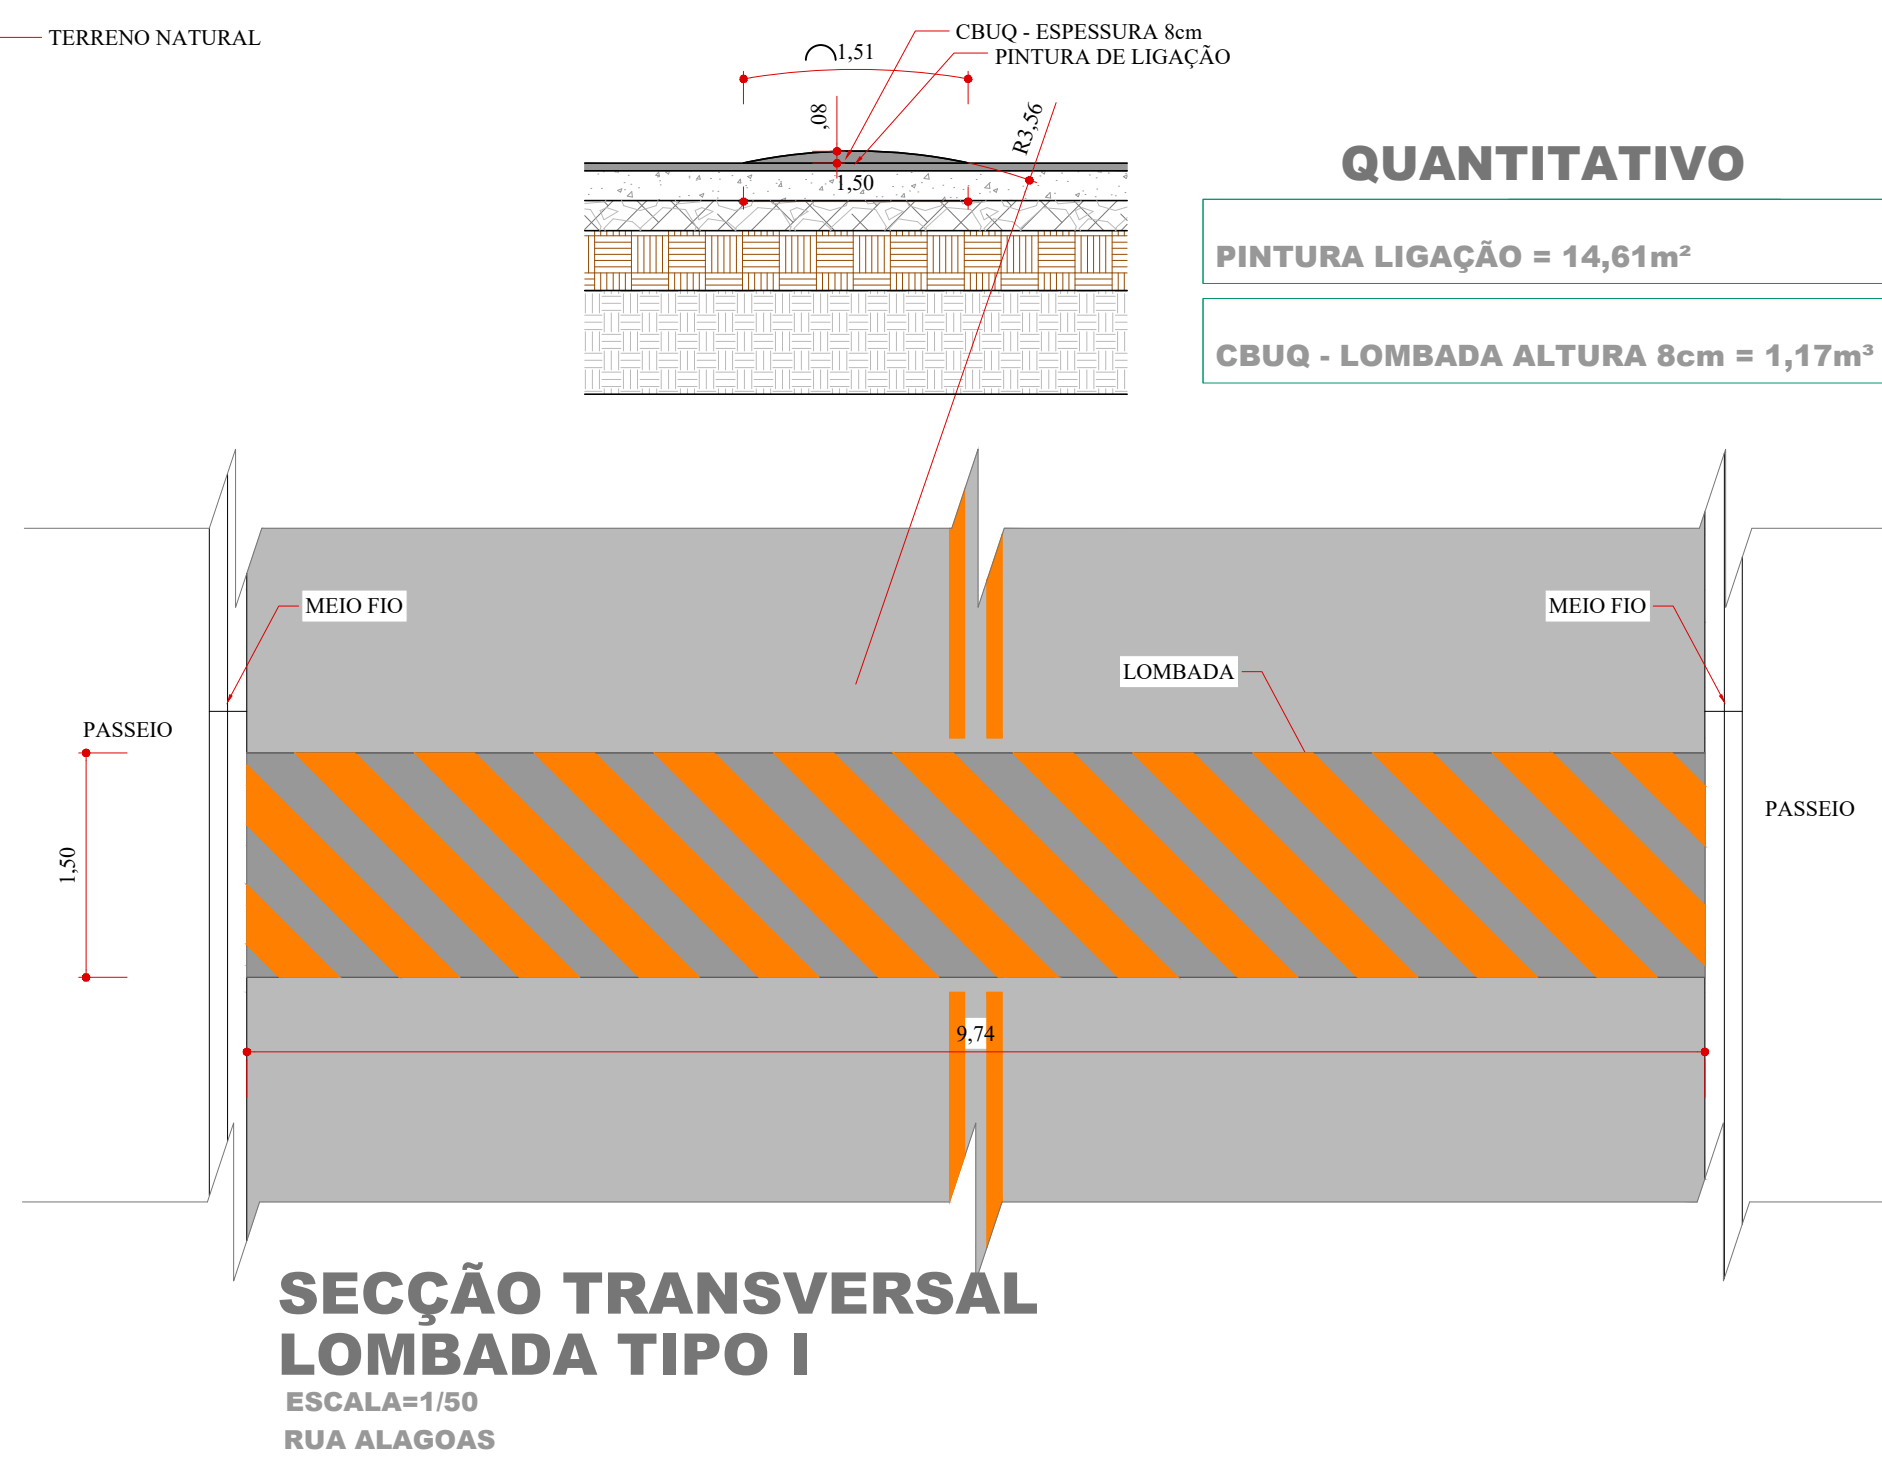 TERRENO NATURAL
CBUQ - ESPESSURA 8cm
PINTURA DE LIGAÇÃO
1,51
,08
R3,56
1,50
QUANTITATIVO
PINTURA LIGAÇÃO = 14,61m²
CBUQ - LOMBADA ALTURA 8cm = 1,17m³
MEIO FIO
MEIO FIO
LOMBADA
PASSEIO
PASSEIO
1,50
9,74
SECÇÃO TRANSVERSAL
LOMBADA TIPO I
ESCALA=1/50
RUA ALAGOAS